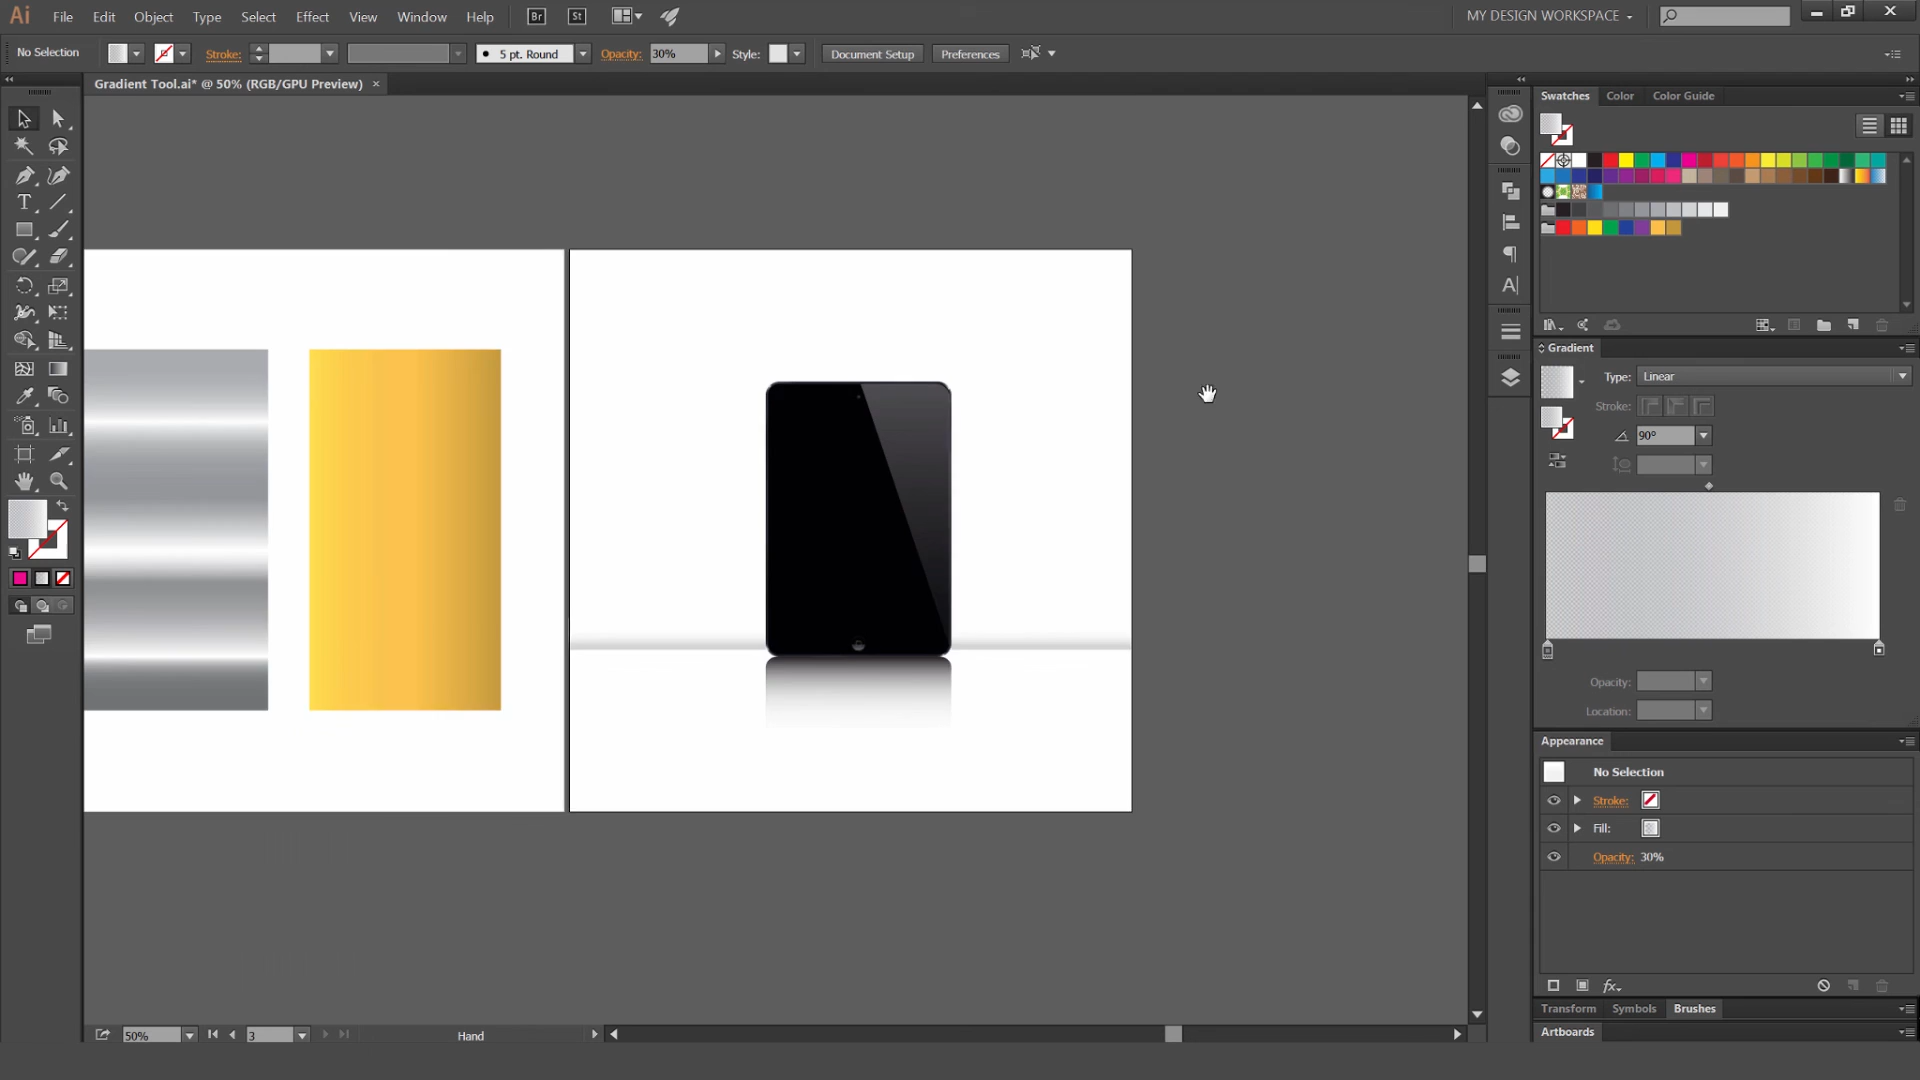 Ai File Edit Object Type Select Effect View Window Help Br St MY DESIGN WORKSPACE
No Selection Stroke: 5 pt. Round Opacity: 30% Style: Document Setup Preferences
Gradient Tool.ai* @ 50% (RGB/GPU Preview) ×
Swatches Color Color Guide
Gradient
Type: Linear
Stroke:
90°
Opacity:
Location:
Appearance
No Selection
Stroke:
Fill:
Opacity: 30%
fx
Transform Symbols Brushes
Artboards
50% 3 Hand